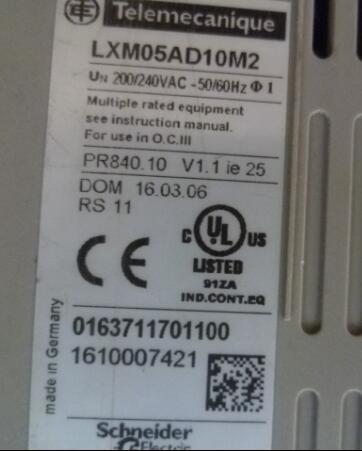 Telemecanique
LXM05AD10M2
UN 200/240VAC -50/60Hz Φ 1
Multiple rated equipment
see instruction manual.
For use in O.C.III
PR840.10 V1.1 ie 25
DOM 16.03.06
RS 11
CE
C UL US
LISTED
91ZA
IND.CONT.EQ
made in Germany
0163711701100
1610007421
Schneider
Electric